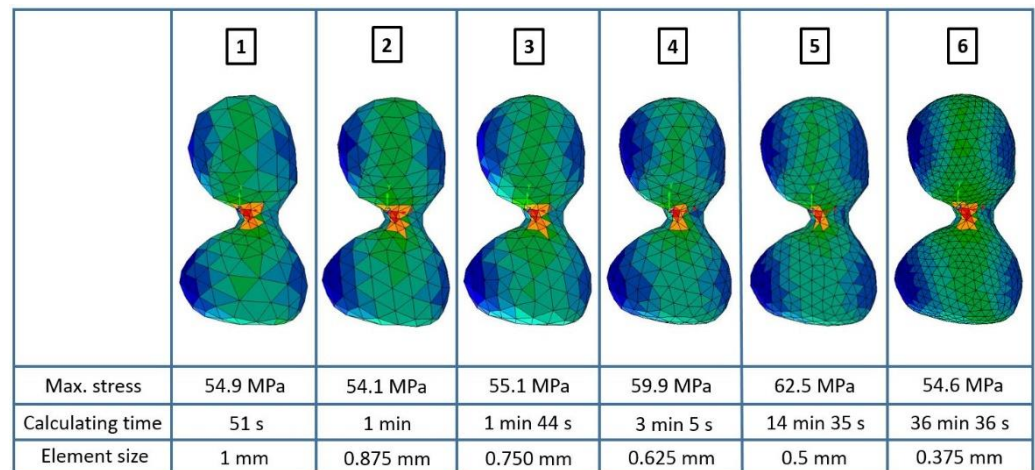 1 2 3 4 5 6
Max. stress 54.9 MPa 54.1 MPa 55.1 MPa 59.9 MPa 62.5 MPa 54.6 MPa
Calculating time 51 s 1 min 1 min 44 s 3 min 5 s 14 min 35 s 36 min 36 s
Element size 1 mm 0.875 mm 0.750 mm 0.625 mm 0.5 mm 0.375 mm